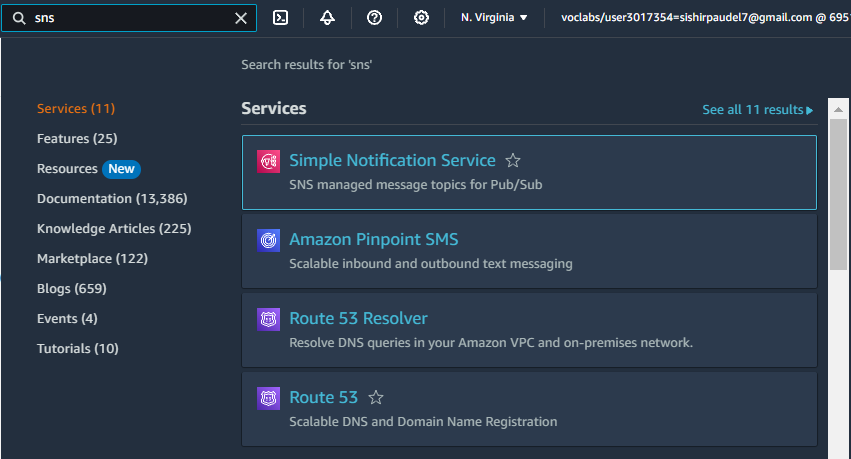 sns
N. Virginia
voclabs/user3017354=sishirpaudel7@gmail.com @ 6951
Search results for 'sns'
Services (11)
Features (25)
Resources New
Documentation (13,386)
Knowledge Articles (225)
Marketplace (122)
Blogs (659)
Events (4)
Tutorials (10)
Services
See all 11 results
Simple Notification Service
SNS managed message topics for Pub/Sub
Amazon Pinpoint SMS
Scalable inbound and outbound text messaging
Route 53 Resolver
Resolve DNS queries in your Amazon VPC and on-premises network.
Route 53
Scalable DNS and Domain Name Registration